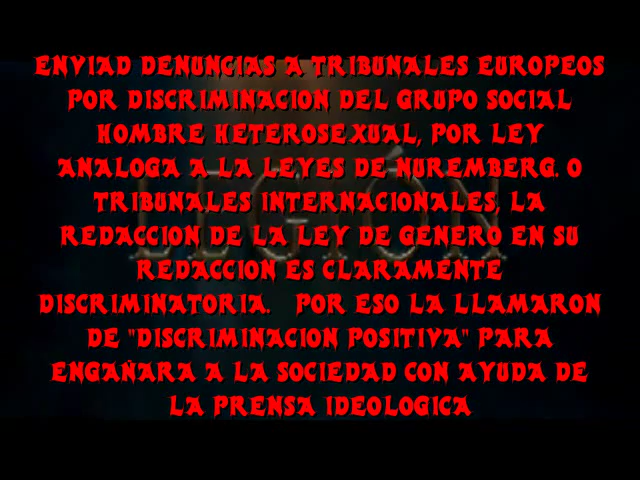 ENVIAD DENUNCIAS A TRIBUNALES EUROPEOS
POR DISCRIMINACION DEL GRUPO SOCIAL
HOMBRE HETEROSEXUAL, POR LEY
ANALOGA A LA LEYES DE NUREMBERG. O
TRIBUNALES INTERNACIONALES, LA
REDACCION DE LA LEY DE GENERO EN SU
REDACCION ES CLARAMENTE
DISCRIMINATORIA. POR ESO LA LLAMARON
DE "DISCRIMINACION POSITIVA" PARA
ENGAÑARA A LA SOCIEDAD CON AYUDA DE
LA PRENSA IDEOLOGICA
LEGIÓN